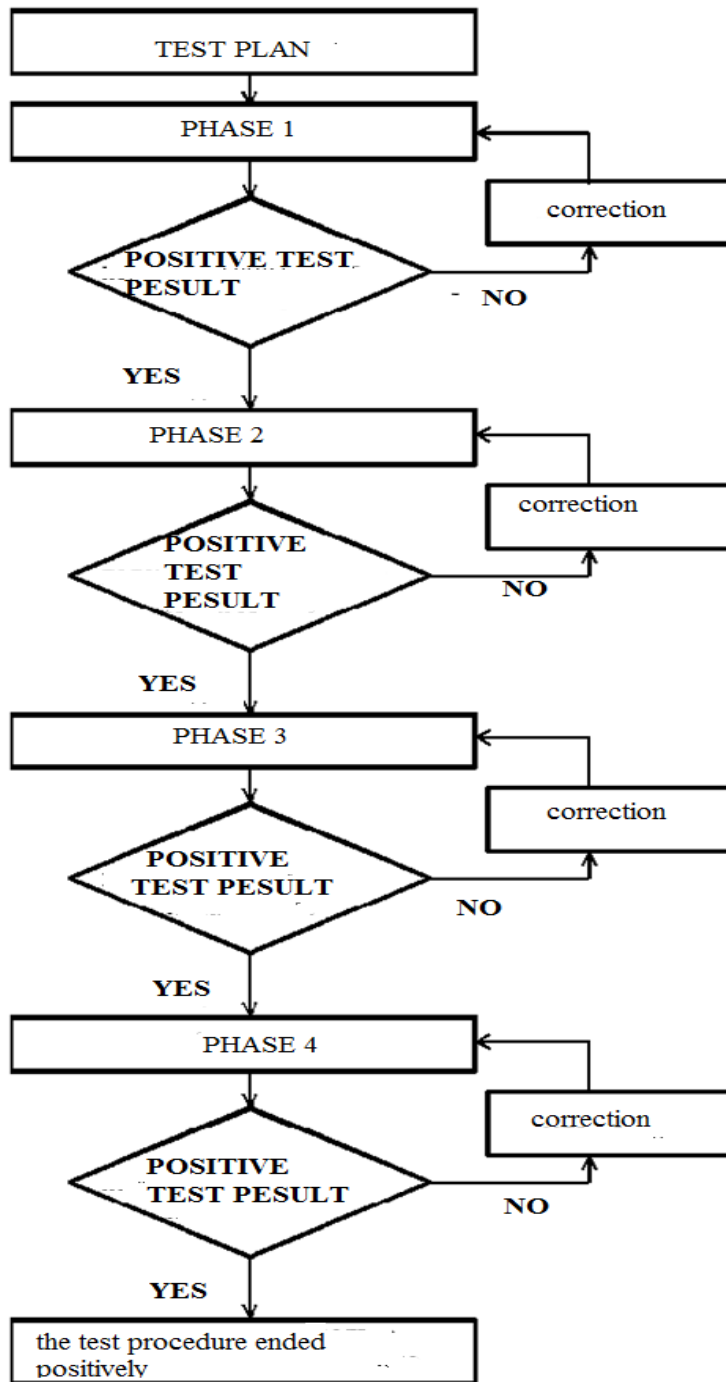 TEST PLAN
PHASE 1
correction
POSITIVE TEST
PESULT
NO
YES
PHASE 2
correction
POSITIVE
TEST
PESULT
NO
YES
PHASE 3
correction
POSITIVE
TEST PESULT
NO
YES
PHASE 4
correction
POSITIVE
TEST PESULT
NO
YES
the test procedure ended
positively